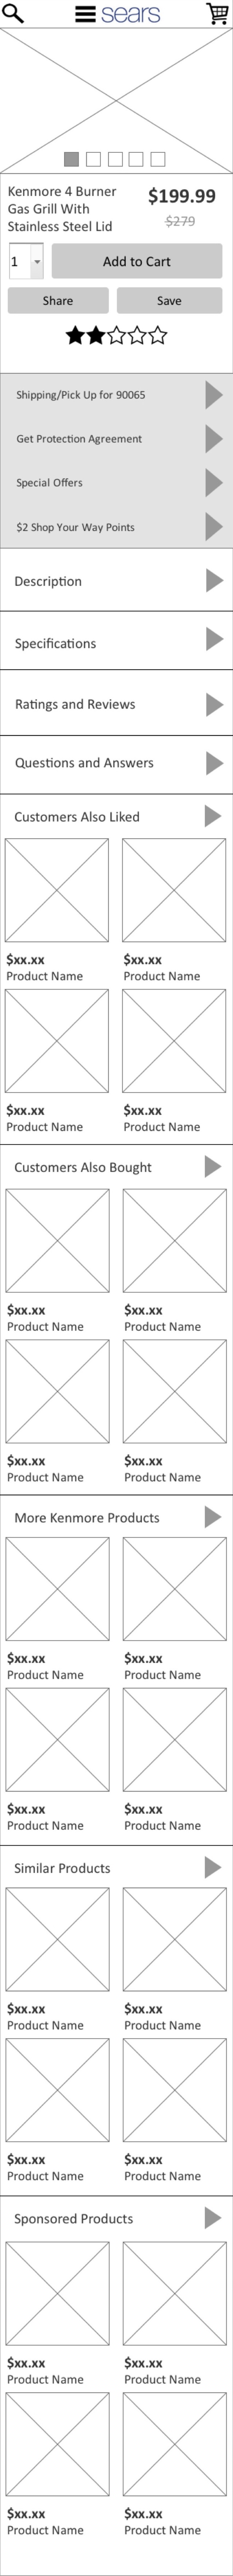 sears
Kenmore 4 Burner
Gas Grill With
Stainless Steel Lid
$199.99
$279
1
Add to Cart
Share
Save
Shipping/Pick Up for 90065
Get Protection Agreement
Special Offers
$2 Shop Your Way Points
Description
Specifications
Ratings and Reviews
Questions and Answers
Customers Also Liked
$xx.xx $xx.xx
Product Name Product Name
$xx.xx $xx.xx
Product Name Product Name
Customers Also Bought
$xx.xx $xx.xx
Product Name Product Name
$xx.xx $xx.xx
Product Name Product Name
More Kenmore Products
$xx.xx $xx.xx
Product Name Product Name
$xx.xx $xx.xx
Product Name Product Name
Similar Products
$xx.xx $xx.xx
Product Name Product Name
$xx.xx $xx.xx
Product Name Product Name
Sponsored Products
$xx.xx $xx.xx
Product Name Product Name
$xx.xx $xx.xx
Product Name Product Name